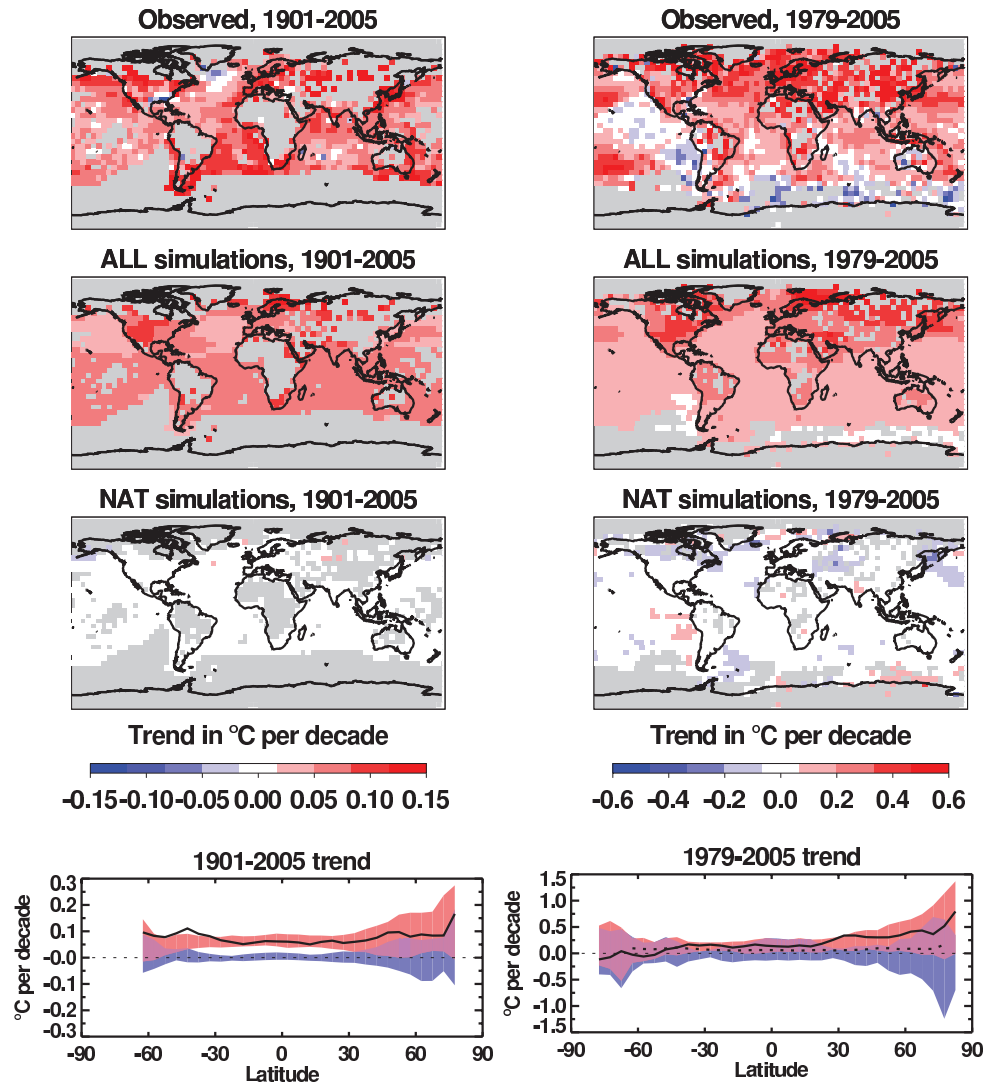 Observed, 1901-2005
Observed, 1979-2005
ALL simulations, 1901-2005
ALL simulations, 1979-2005
NAT simulations, 1901-2005
NAT simulations, 1979-2005
Trend in °C per decade
-0.15 -0.10 -0.05 0.00 0.05 0.10 0.15
Trend in °C per decade
-0.6 -0.4 -0.2 0.0 0.2 0.4 0.6
1901-2005 trend
°C per decade
0.3
0.2
0.1
-0.0
-0.1
0.2
-0.3
-90 -60 -30 0 30 60 90
Latitude
1979-2005 trend
°C per decade
1.5
1.0
0.5
0.0
-0.5
-1.0
-1.5
-90 -60 -30 0 30 60 90
Latitude